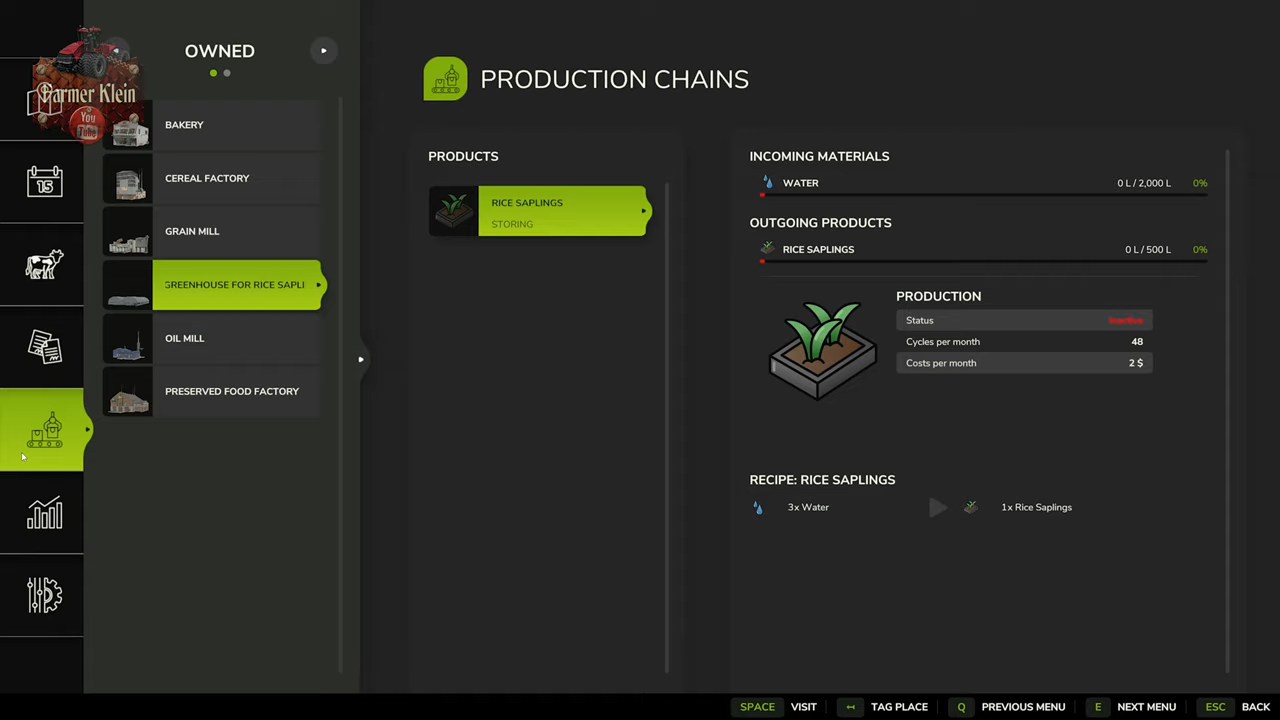 Farmer Klein
You
Tube
15
OWNED
BAKERY
CEREAL FACTORY
GRAIN MILL
GREENHOUSE FOR RICE SAPLI
OIL MILL
PRESERVED FOOD FACTORY
PRODUCTION CHAINS
PRODUCTS
RICE SAPLINGS
STORING
INCOMING MATERIALS
WATER 0 L / 2,000 L 0%
OUTGOING PRODUCTS
RICE SAPLINGS 0 L / 500 L 0%
PRODUCTION
Status Inactive
Cycles per month 48
Costs per month 2 $
RECIPE: RICE SAPLINGS
3x Water 1x Rice Saplings
SPACE VISIT TAG PLACE Q PREVIOUS MENU E NEXT MENU ESC BACK